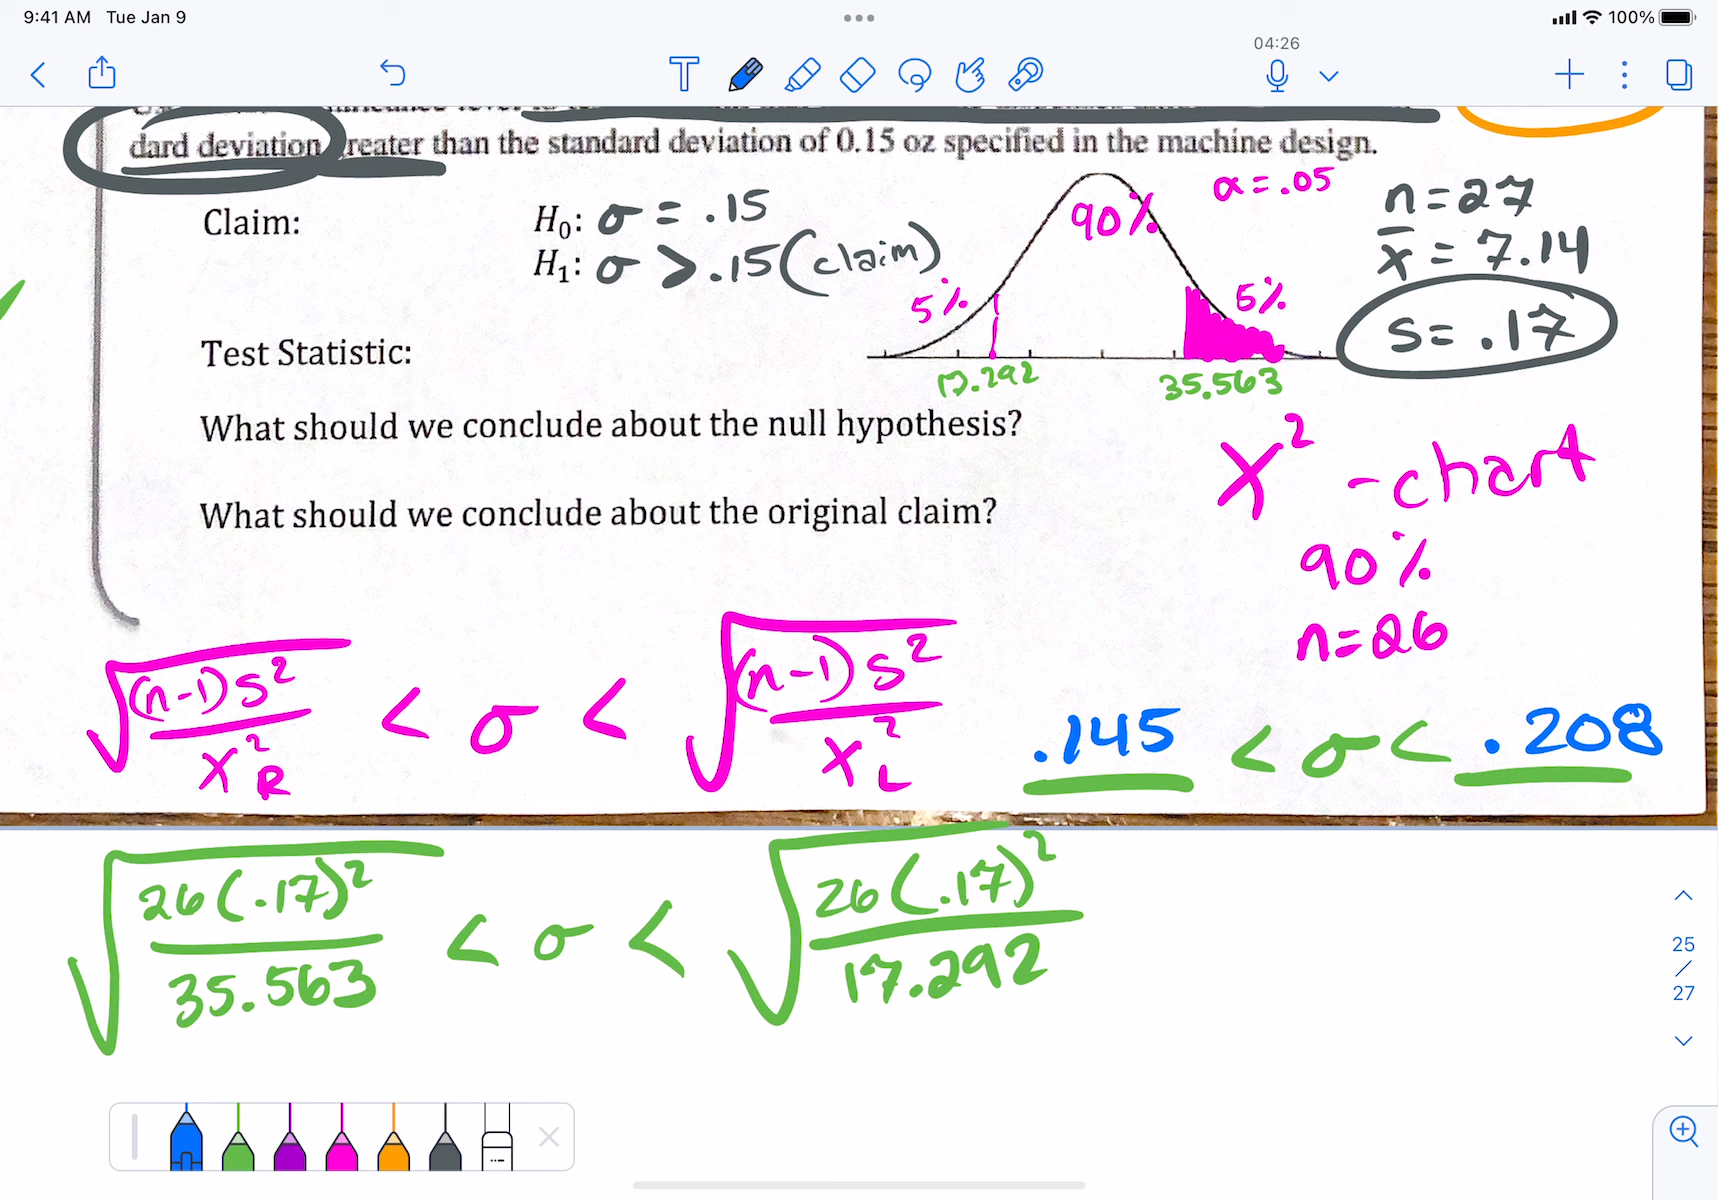 9:41 AM Tue Jan 9
100%
04:26
dard deviation greater than the standard deviation of 0.15 oz specified in the machine design.
Claim:
H₀: σ = .15
H₁: σ > .15 (claim)
90%
α = .05
5%
5%
17.292
35.563
n = 27
x̄ = 7.14
s = .17
Test Statistic:
What should we conclude about the null hypothesis?
What should we conclude about the original claim?
X² - chart
90%
n = 26
√((n-1)s²/X²R) < σ < √((n-1)s²/X²L)
.145 < σ < .208
√(26(.17)²/35.563) < σ < √(26(.17)²/17.292)
25
/
27